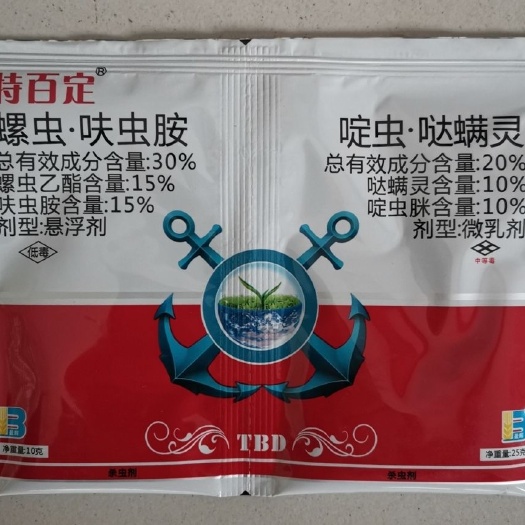 特百定®
螺虫·呋虫胺
总有效成分含量:30%
螺虫乙酯含量:15%
呋虫胺含量:15%
剂型:悬浮剂
低毒
啶虫·哒螨灵
总有效成分含量:20%
哒螨灵含量:10%
啶虫脒含量:10%
剂型:微乳剂
中等毒
TBD
净重量:10克
净重量:25克
杀虫剂
杀虫剂